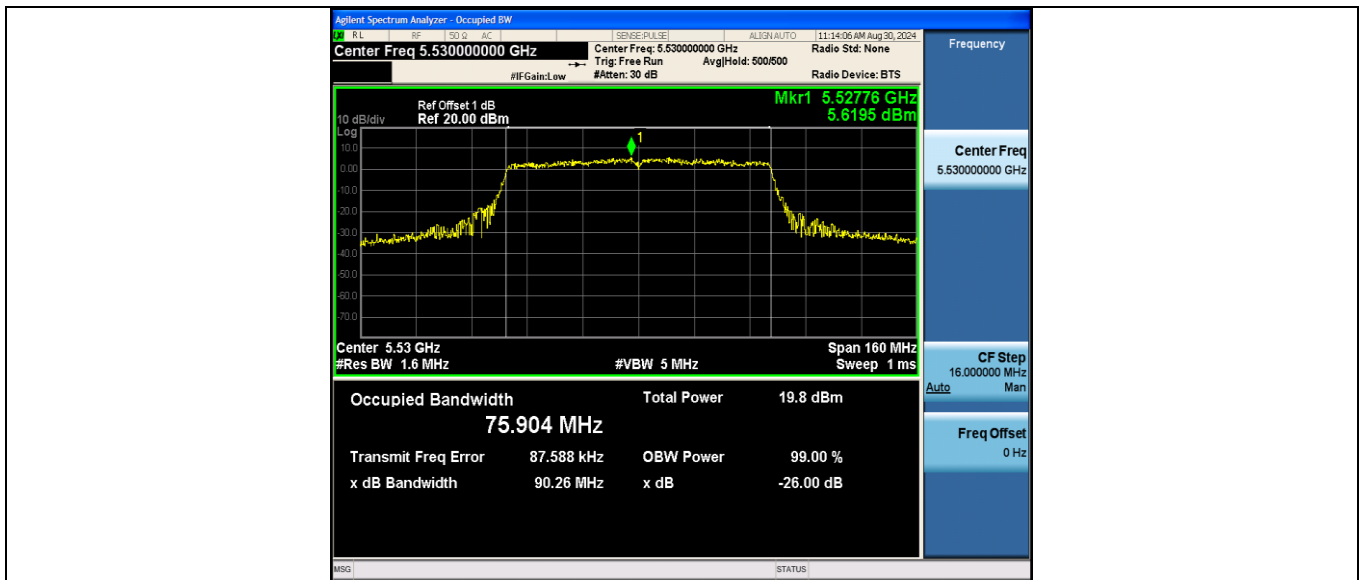 Agilent Spectrum Analyzer - Occupied BW
RL RF 50 Ω AC SENSE:PULSE ALIGN AUTO 11:14:06 AM Aug 30, 2024
Center Freq 5.530000000 GHz
Center Freq: 5.530000000 GHz Radio Std: None
Trig: Free Run Avg|Hold: 500/500
#IFGain:Low #Atten: 30 dB Radio Device: BTS
Mkr1 5.52776 GHz
5.6195 dBm
Ref Offset 1 dB
10 dB/div Ref 20.00 dBm
Log
1
10.0
0.00
-10.0
-20.0
-30.0
-40.0
-50.0
-60.0
-70.0
Center 5.53 GHz Span 160 MHz
#Res BW 1.6 MHz #VBW 5 MHz Sweep 1 ms
Occupied Bandwidth Total Power 19.8 dBm
75.904 MHz
Transmit Freq Error 87.588 kHz OBW Power 99.00 %
x dB Bandwidth 90.26 MHz x dB -26.00 dB
MSG STATUS
Frequency
Center Freq
5.530000000 GHz
CF Step
16.000000 MHz
Auto Man
Freq Offset
0 Hz